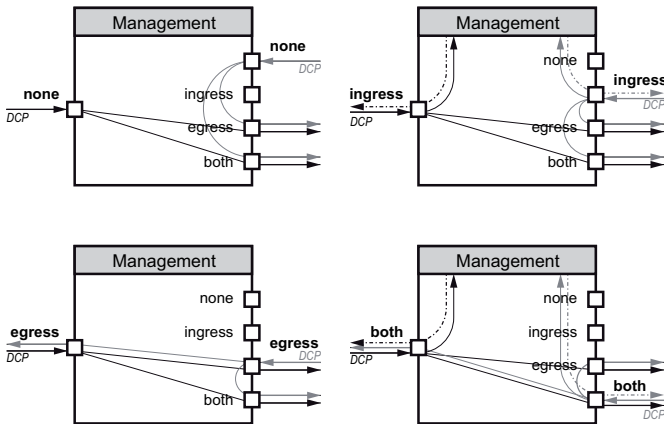 Management
none
DCP
none
DCP
ingress
egress
both
Management
none
ingress
DCP
ingress
DCP
egress
both
Management
none
ingress
egress
DCP
egress
DCP
both
Management
none
ingress
both
DCP
egress
both
DCP